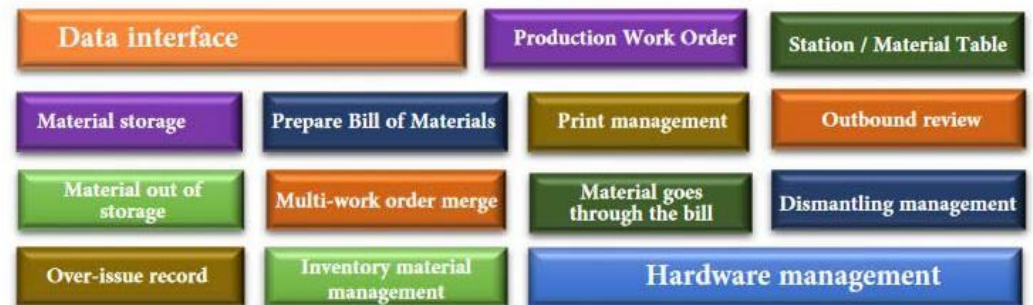 Data interface
Production Work Order
Station / Material Table
Material storage
Prepare Bill of Materials
Print management
Outbound review
Material out of
storage
Multi-work order merge
Material goes
through the bill
Dismantling management
Over-issue record
Inventory material
management
Hardware management